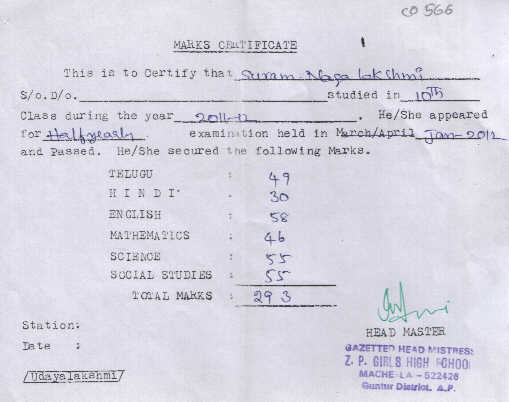 CO 566
MARKS CERTIFICATE
This is to Certify that Suram Naga lakshmi
S/o.D/o. studied in 10th
Class during the year 2011-12. He/She appeared
for Halfyearly examination held in March/April Jan-2012
and Passed. He/She secured the following Marks.
TELUGU : 49
HINDI : 30
ENGLISH : 58
MATHEMATICS : 46
SCIENCE : 55
SOCIAL STUDIES : 55
TOTAL MARKS : 293
Station:
HEAD MASTER
Date :
GAZETTED HEAD MISTRESS
Z. P. GIRLS HIGH SCHOOL
MACHE LA - 522426
Guntur District. A.P.
/Udayalakshmi/